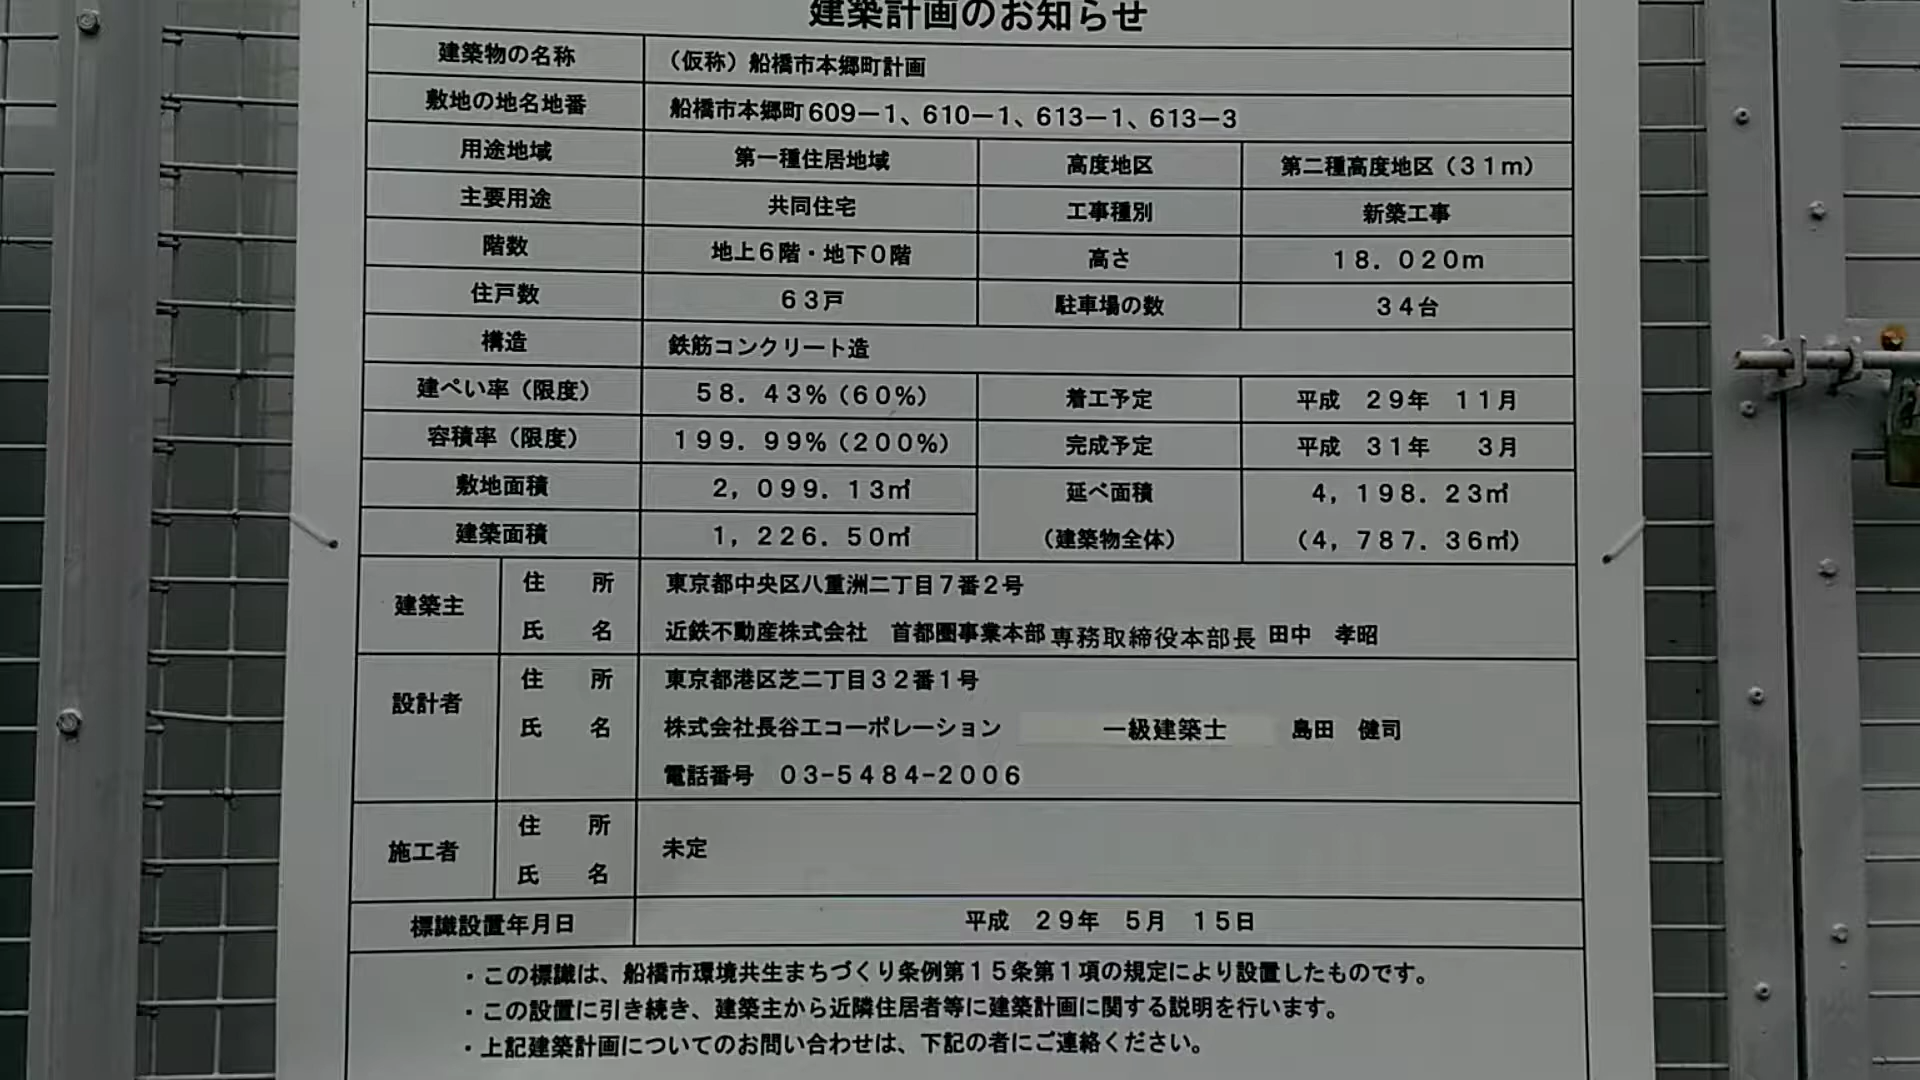 建築計画のお知らせ
建築物の名称 （仮称）船橋市本郷町計画
敷地の地名地番 船橋市本郷町６０９－１、６１０－１、６１３－１、６１３－３
用途地域 第一種住居地域 高度地区 第二種高度地区（３１ｍ）
主要用途 共同住宅 工事種別 新築工事
階数 地上６階・地下０階 高さ １８．０２０ｍ
住戸数 ６３戸 駐車場の数 ３４台
構造 鉄筋コンクリート造
建ぺい率（限度） ５８．４３％（６０％） 着工予定 平成　２９年　１１月
容積率（限度） １９９．９９％（２００％） 完成予定 平成　３１年　　３月
敷地面積 ２，０９９．１３㎡ 延べ面積 ４，１９８．２３㎡
建築面積 １，２２６．５０㎡ （建築物全体） （４，７８７．３６㎡）
建築主 住　所 東京都中央区八重洲二丁目７番２号
氏　名 近鉄不動産株式会社　首都圏事業本部 専務取締役本部長 田中　孝昭
設計者 住　所 東京都港区芝二丁目３２番１号
氏　名 株式会社長谷工コーポレーション 一級建築士 島田　健司
電話番号　０３-５４８４-２００６
施工者 住　所 未定
氏　名
標識設置年月日 平成　２９年　５月　１５日
・この標識は、船橋市環境共生まちづくり条例第１５条第１項の規定により設置したものです。
・この設置に引き続き、建築主から近隣住居者等に建築計画に関する説明を行います。
・上記建築計画についてのお問い合わせは、下記の者にご連絡ください。